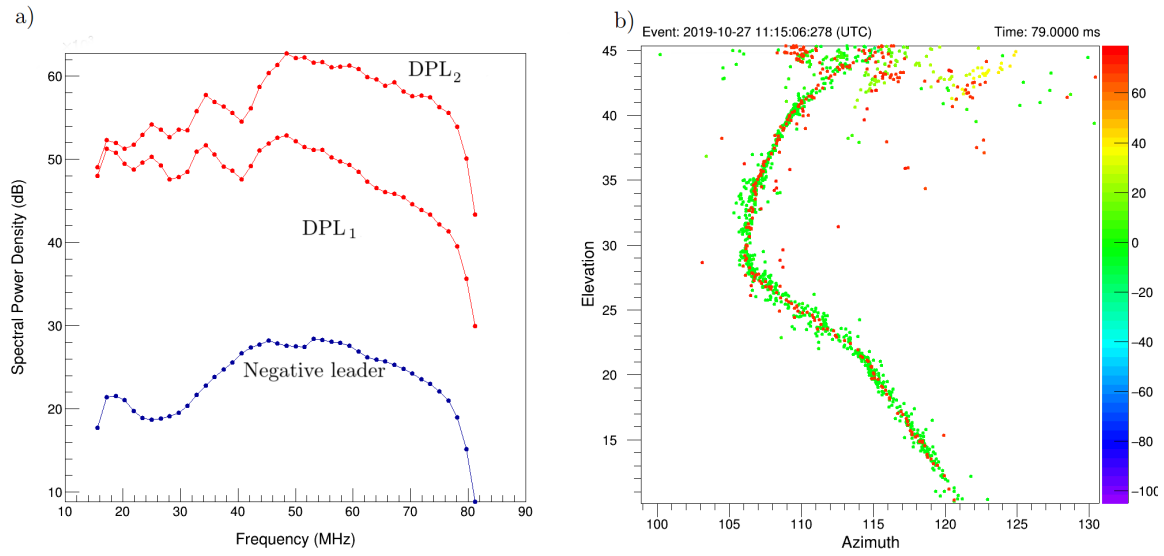 a)
60
50
40
30
20
10
10 20 30 40 50 60 70 80 90
Spectral Power Density (dB)
Frequency (MHz)
DPL2
DPL1
Negative leader
b)
Event: 2019-10-27 11:15:06:278 (UTC) Time: 79.0000 ms
45
40
35
30
25
20
15
100 105 110 115 120 125 130
Elevation
Azimuth
60
40
20
0
−20
−40
−60
−80
−100